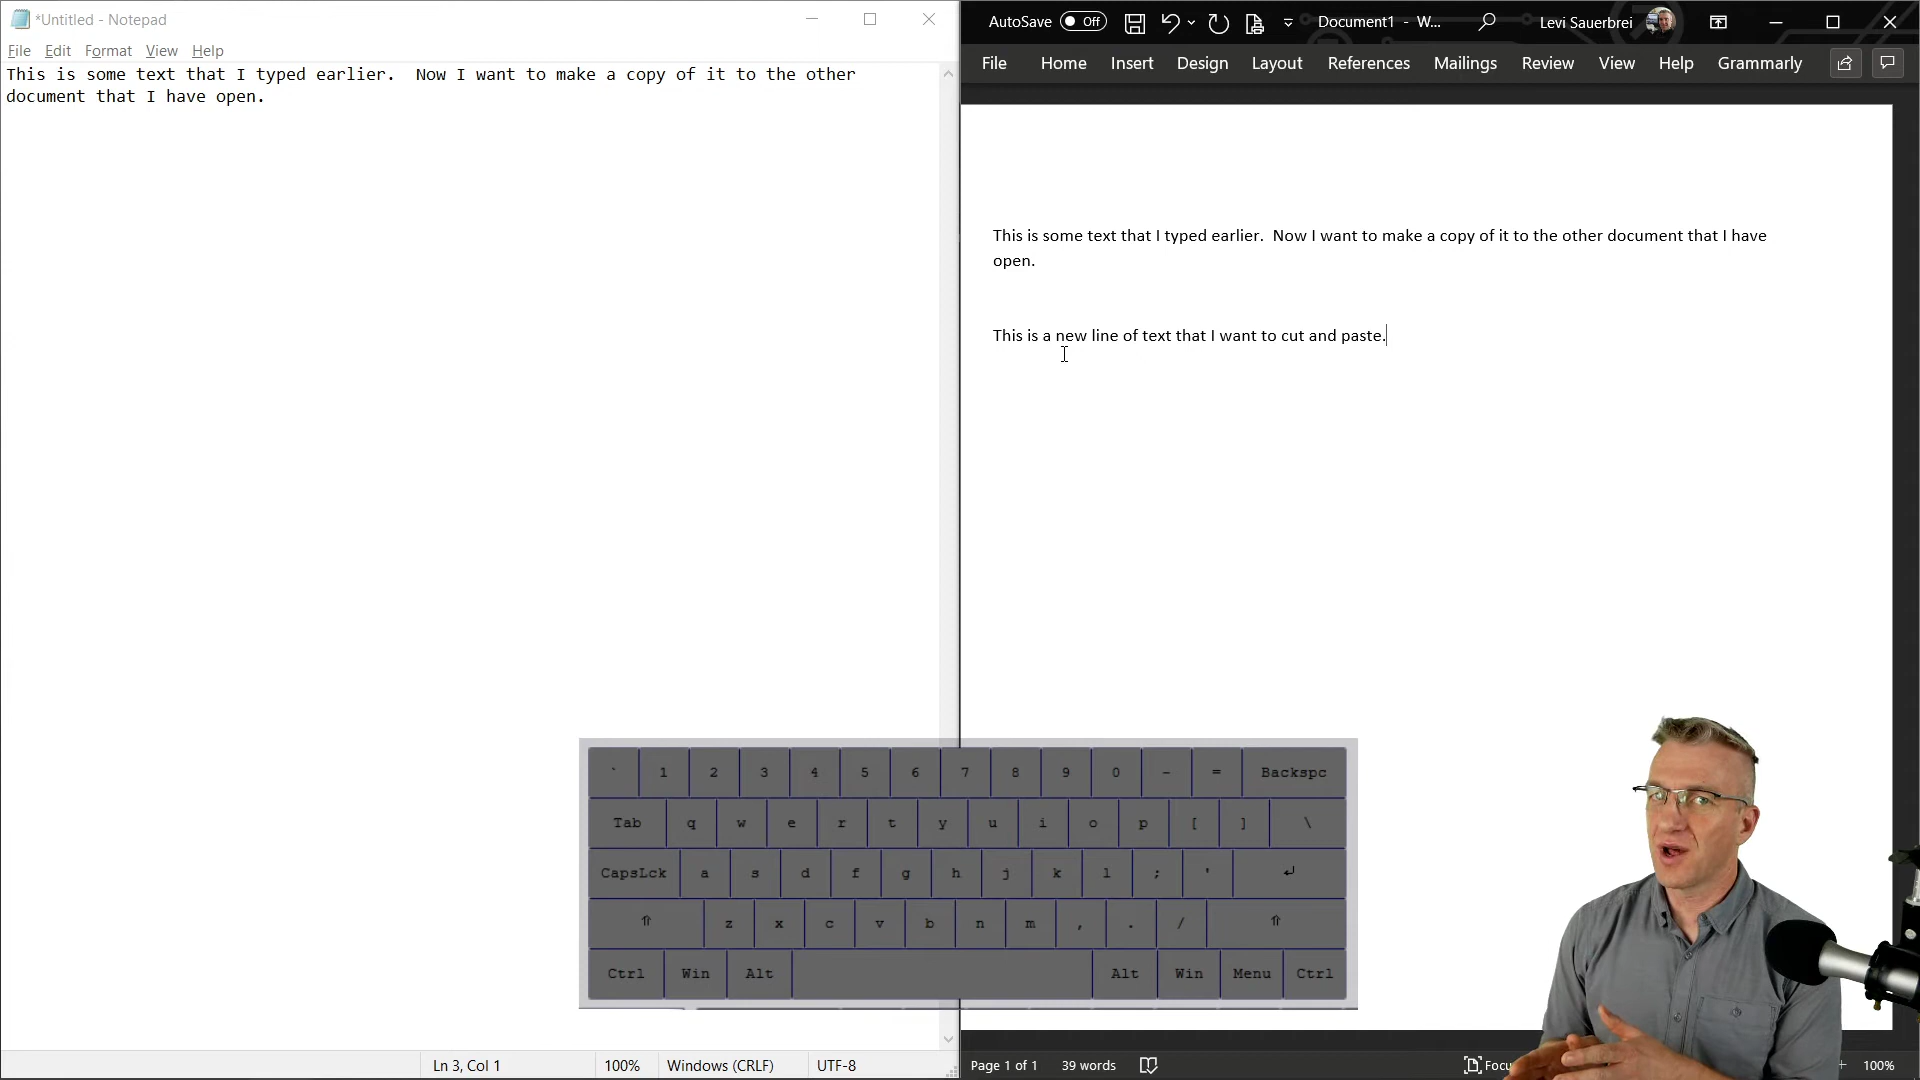 *Untitled - Notepad
File Edit Format View Help
This is some text that I typed earlier.  Now I want to make a copy of it to the other
document that I have open.
Ln 3, Col 1 100% Windows (CRLF) UTF-8
AutoSave Off Document1 - W... Levi Sauerbrei
File Home Insert Design Layout References Mailings Review View Help Grammarly
This is some text that I typed earlier.  Now I want to make a copy of it to the other document that I have
open.
This is a new line of text that I want to cut and paste.
Page 1 of 1 39 words Focu 100%
` 1 2 3 4 5 6 7 8 9 0 - = Backspc
Tab q w e r t y u i o p [ ] \
CapsLck a s d f g h j k l ; ' ↵
⇧ z x c v b n m , . / ⇧
Ctrl Win Alt Alt Win Menu Ctrl